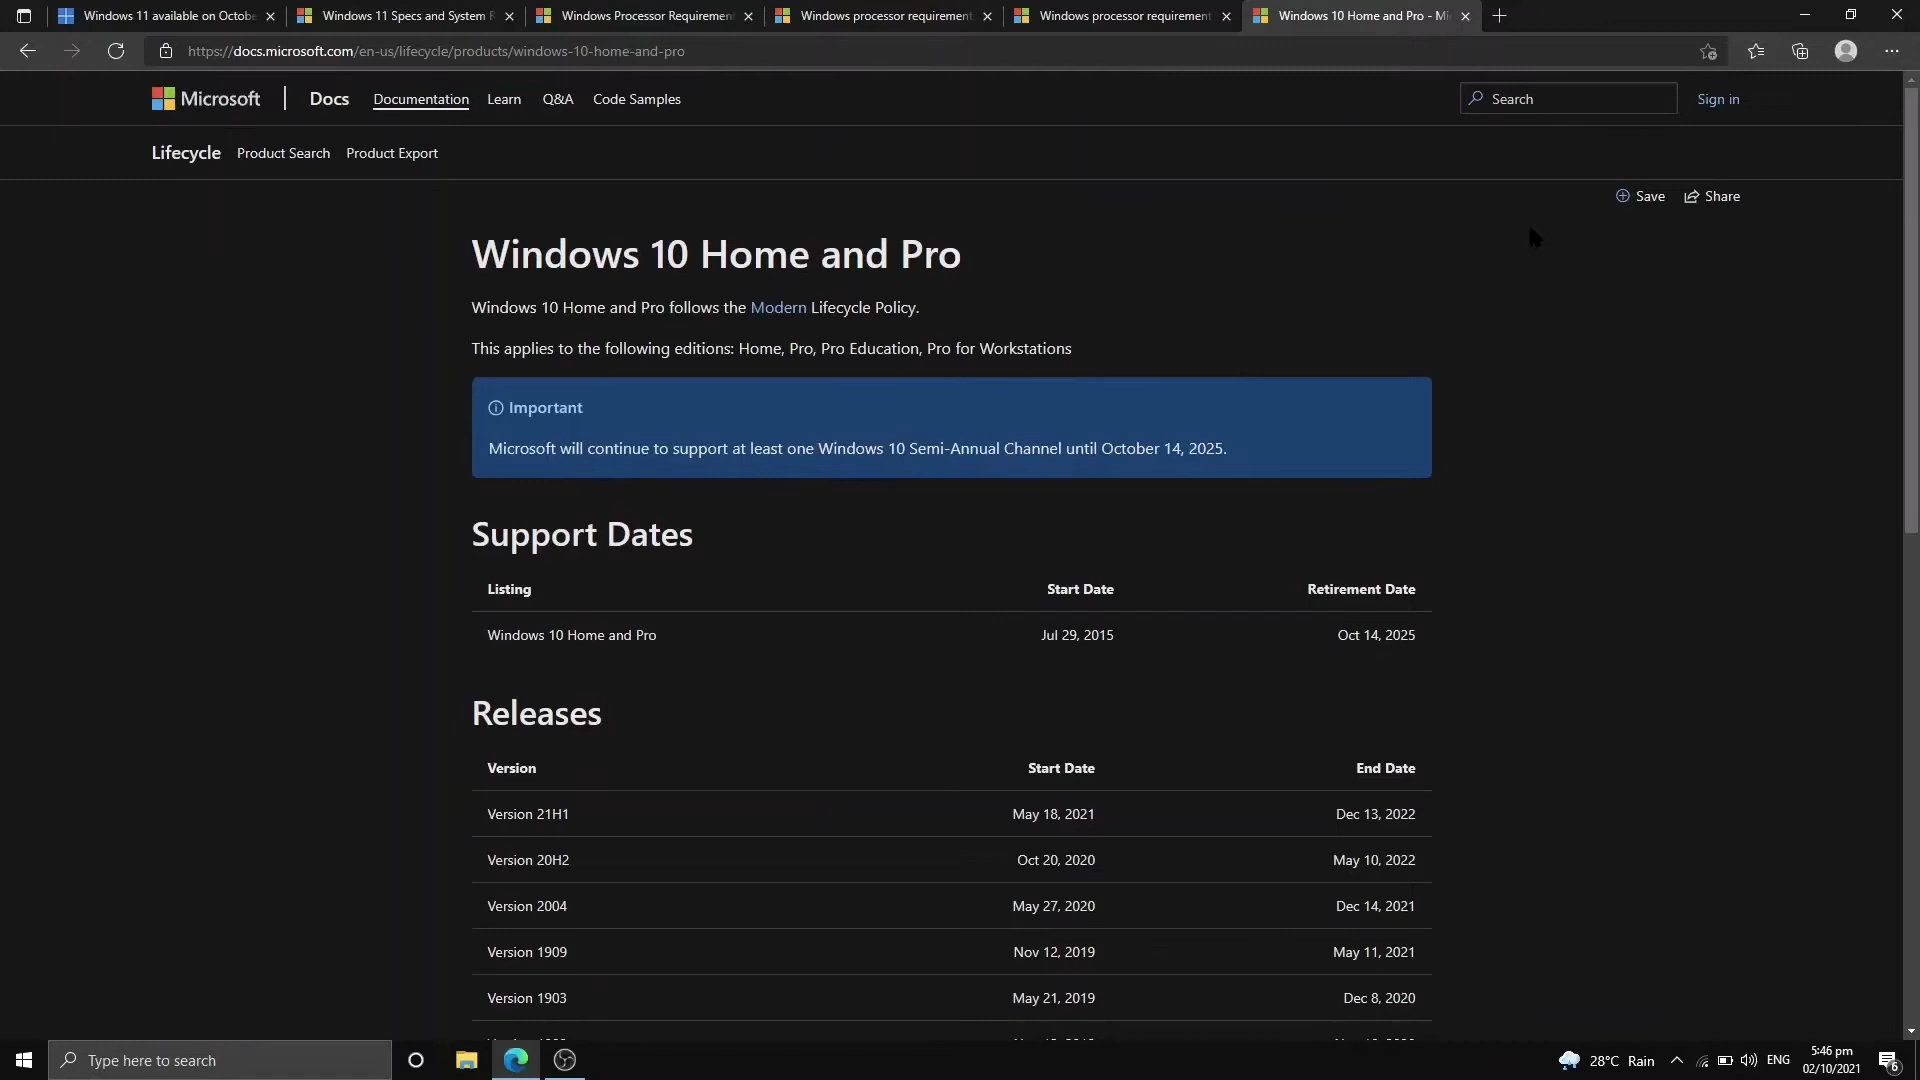 Windows 11 available on Octobe
Windows 11 Specs and System R
Windows Processor Requiremen
Windows processor requirement
Windows processor requirement
Windows 10 Home and Pro - Mi
https://docs.microsoft.com/en-us/lifecycle/products/windows-10-home-and-pro
Microsoft
Docs
Documentation
Learn
Q&A
Code Samples
Search
Sign in
Lifecycle
Product Search
Product Export
Save
Share
Windows 10 Home and Pro
Windows 10 Home and Pro follows the Modern Lifecycle Policy.
This applies to the following editions: Home, Pro, Pro Education, Pro for Workstations
Important
Microsoft will continue to support at least one Windows 10 Semi-Annual Channel until October 14, 2025.
Support Dates
Listing Start Date Retirement Date
Windows 10 Home and Pro Jul 29, 2015 Oct 14, 2025
Releases
Version Start Date End Date
Version 21H1 May 18, 2021 Dec 13, 2022
Version 20H2 Oct 20, 2020 May 10, 2022
Version 2004 May 27, 2020 Dec 14, 2021
Version 1909 Nov 12, 2019 May 11, 2021
Version 1903 May 21, 2019 Dec 8, 2020
Type here to search
28°C Rain
ENG
5:46 pm
02/10/2021
6